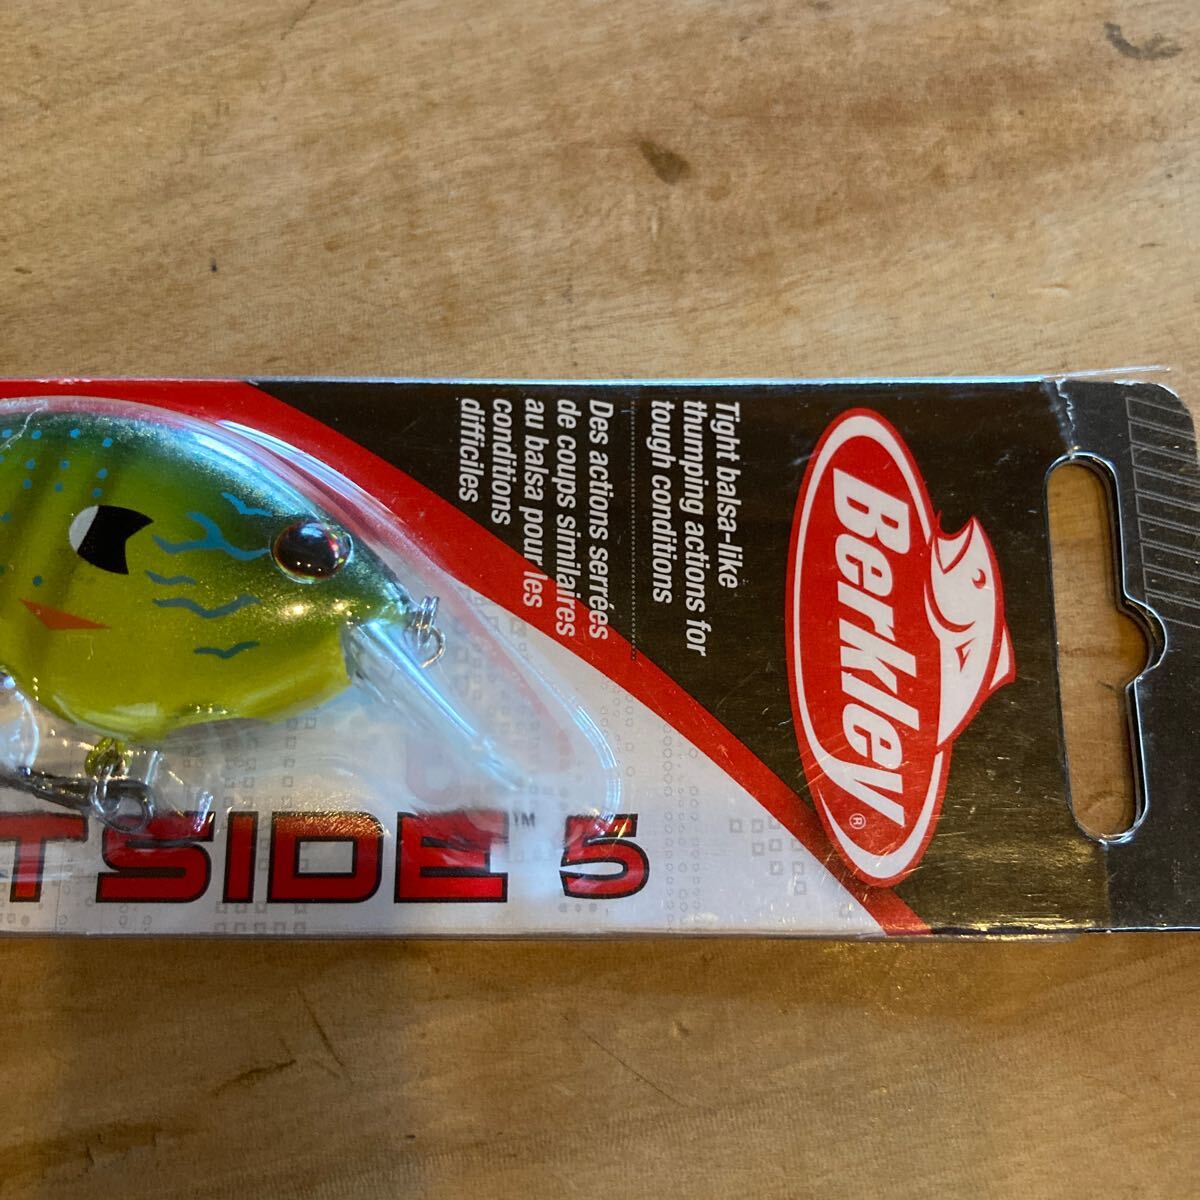 Berkley®
Tight balsa-like
thumping actions for
tough conditions
Des actions serrées
de coups similaires
au balsa pour les
conditions
difficiles
TSIDE 5